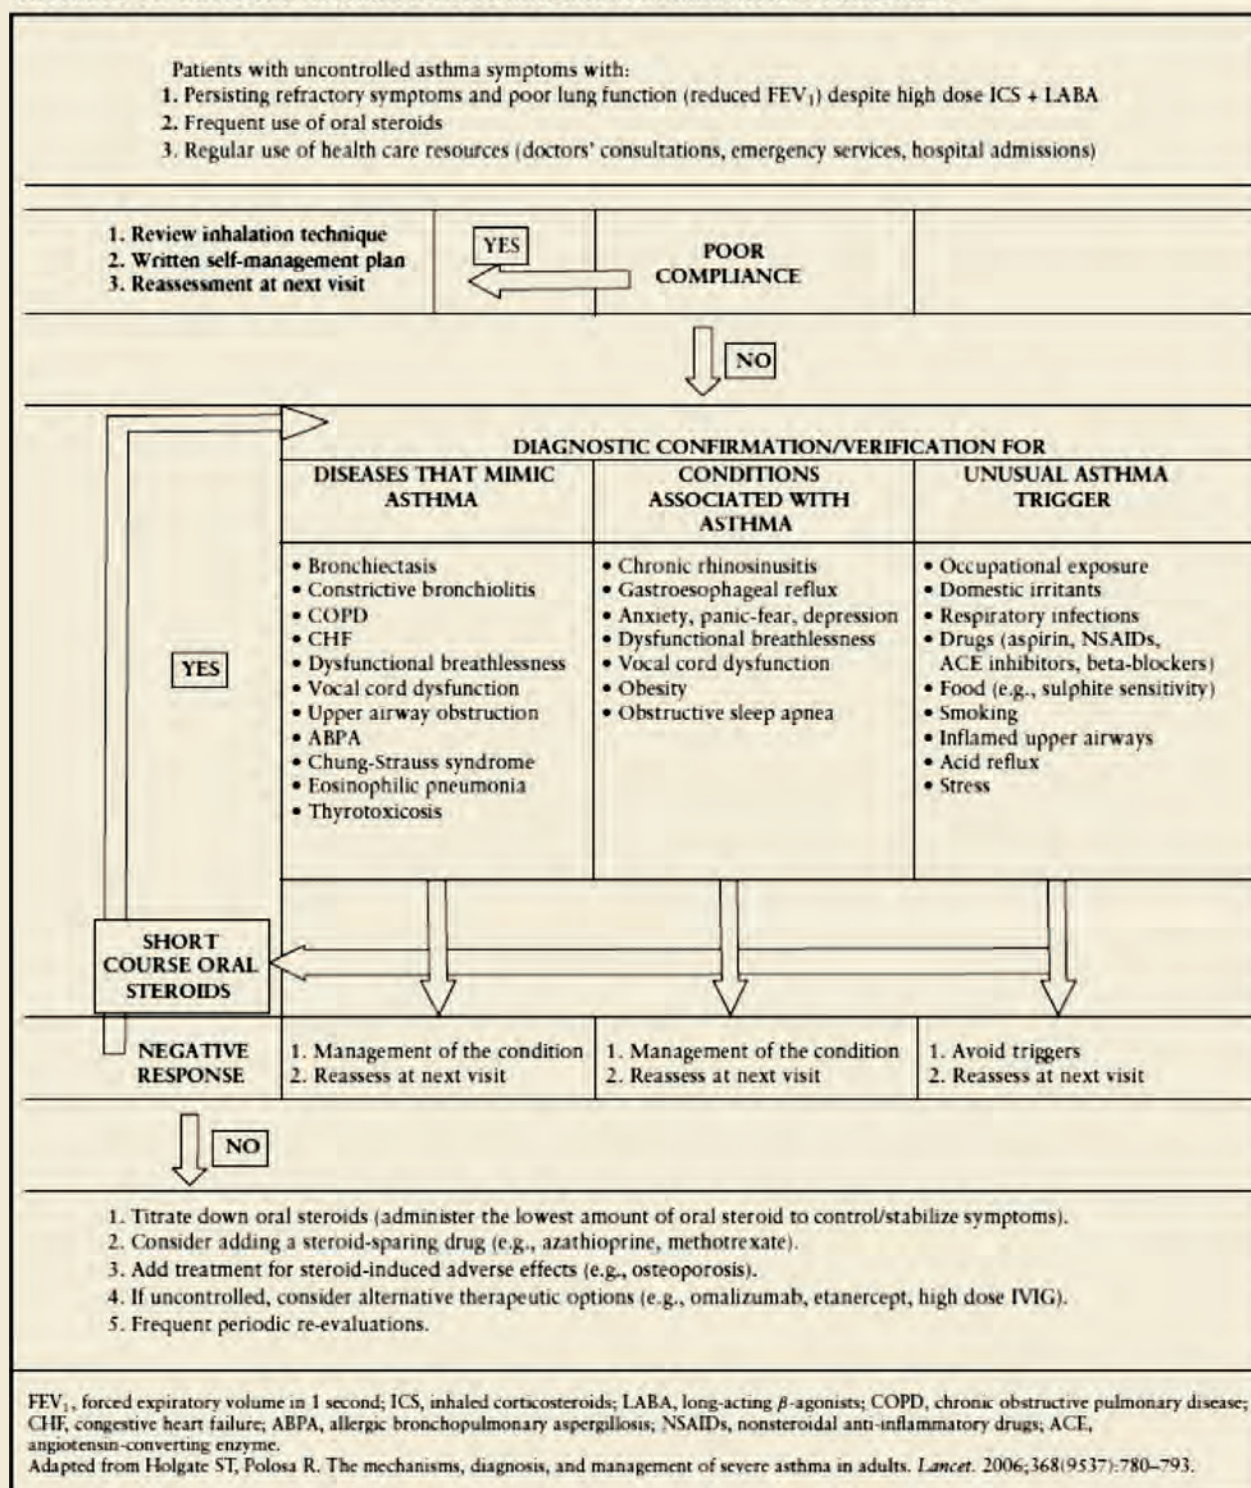 Patients with uncontrolled asthma symptoms with:
1. Persisting refractory symptoms and poor lung function (reduced FEV₁) despite high dose ICS + LABA
2. Frequent use of oral steroids
3. Regular use of health care resources (doctors' consultations, emergency services, hospital admissions)
1. Review inhalation technique
2. Written self-management plan
3. Reassessment at next visit
YES
POOR
COMPLIANCE
NO
DIAGNOSTIC CONFIRMATION/VERIFICATION FOR
DISEASES THAT MIMIC
ASTHMA
• Bronchiectasis
• Constrictive bronchiolitis
• COPD
• CHF
• Dysfunctional breathlessness
• Vocal cord dysfunction
• Upper airway obstruction
• ABPA
• Chung-Strauss syndrome
• Eosinophilic pneumonia
• Thyrotoxicosis
CONDITIONS
ASSOCIATED WITH
ASTHMA
• Chronic rhinosinusitis
• Gastroesophageal reflux
• Anxiety, panic-fear, depression
• Dysfunctional breathlessness
• Vocal cord dysfunction
• Obesity
• Obstructive sleep apnea
UNUSUAL ASTHMA
TRIGGER
• Occupational exposure
• Domestic irritants
• Respiratory infections
• Drugs (aspirin, NSAIDs,
ACE inhibitors, beta-blockers)
• Food (e.g., sulphite sensitivity)
• Smoking
• Inflamed upper airways
• Acid reflux
• Stress
YES
SHORT
COURSE ORAL
STEROIDS
NEGATIVE
RESPONSE
1. Management of the condition
2. Reassess at next visit
1. Management of the condition
2. Reassess at next visit
1. Avoid triggers
2. Reassess at next visit
NO
1. Titrate down oral steroids (administer the lowest amount of oral steroid to control/stabilize symptoms).
2. Consider adding a steroid-sparing drug (e.g., azathioprine, methotrexate).
3. Add treatment for steroid-induced adverse effects (e.g., osteoporosis).
4. If uncontrolled, consider alternative therapeutic options (e.g., omalizumab, etanercept, high dose IVIG).
5. Frequent periodic re-evaluations.
FEV₁, forced expiratory volume in 1 second; ICS, inhaled corticosteroids; LABA, long-acting β-agonists; COPD, chronic obstructive pulmonary disease;
CHF, congestive heart failure; ABPA, allergic bronchopulmonary aspergillosis; NSAIDs, nonsteroidal anti-inflammatory drugs; ACE,
angiotensin-converting enzyme.
Adapted from Holgate ST, Polosa R. The mechanisms, diagnosis, and management of severe asthma in adults. Lancet. 2006;368(9537):780–793.